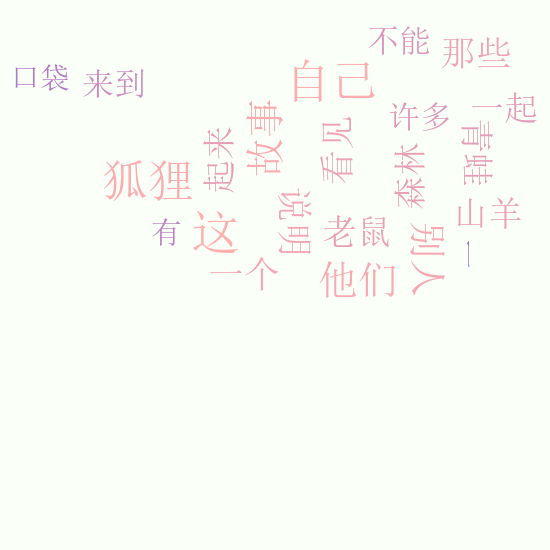 不能
那些
口袋
来到
自己
许多
一起
故事
看见
起来
森林
青蛙
狐狸
说明
山羊
有
这
老鼠
别人
一
一个
他们